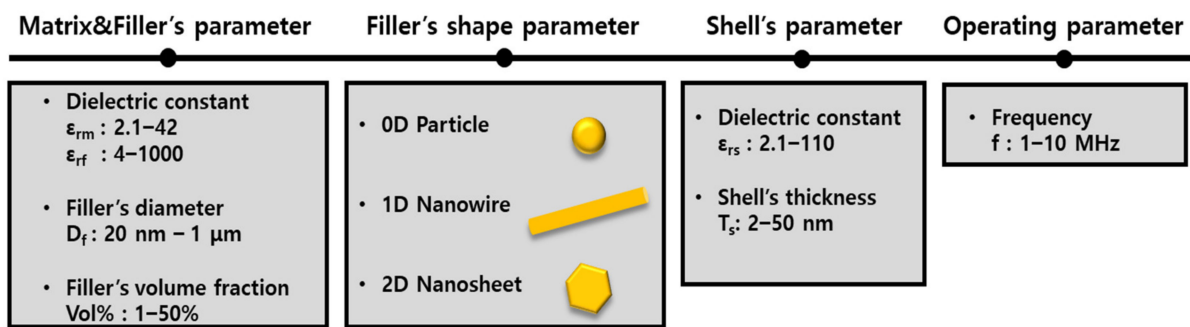 Matrix&Filler's parameter
Filler's shape parameter
Shell's parameter
Operating parameter
• Dielectric constant
εrm : 2.1–42
εrf : 4–1000
• Filler's diameter
Df : 20 nm – 1 μm
• Filler's volume fraction
Vol% : 1–50%
• 0D Particle
• 1D Nanowire
• 2D Nanosheet
• Dielectric constant
εrs : 2.1–110
• Shell's thickness
Ts: 2–50 nm
• Frequency
f : 1–10 MHz